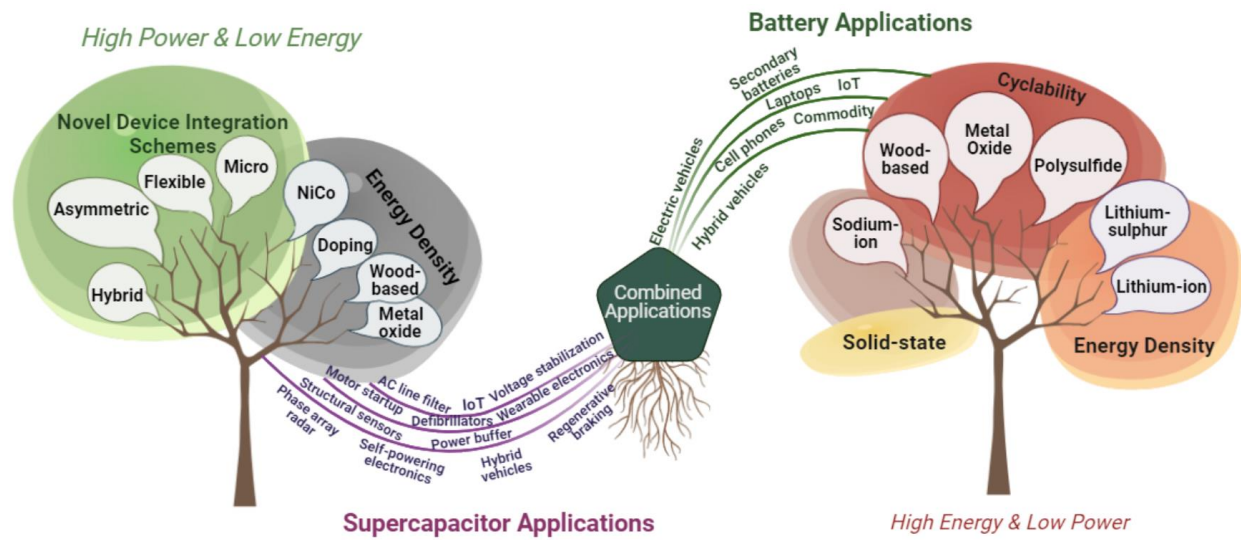 High Power & Low Energy
Novel Device Integration
Schemes
Micro
Flexible
Asymmetric
Hybrid
Energy Density
NiCo
Doping
Wood-
based
Metal
oxide
AC line filter
Motor startup
Structural sensors
Phase array
radar
IoT
Voltage stabilization
Defibrillators
Wearable electronics
Power buffer
Self-powering
electronics
Hybrid
vehicles
Regenerative
braking
Supercapacitor Applications
Combined
Applications
Battery Applications
Secondary
batteries
Laptops
IoT
Cell phones
Commodity
Electric vehicles
Hybrid vehicles
Cyclability
Wood-
based
Metal
Oxide
Polysulfide
Sodium-
ion
Lithium-
sulphur
Lithium-ion
Solid-state
Energy Density
High Energy & Low Power